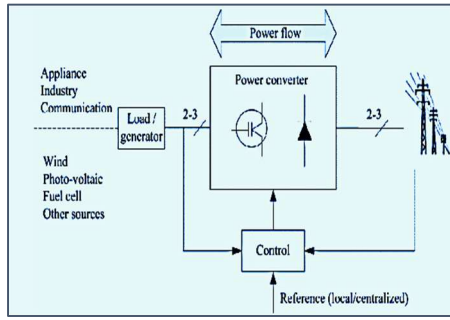 Power flow
Appliance
Industry
Communication
Power converter
Load /
generator
2-3
2-3
Wind
Photo-voltaic
Fuel cell
Other sources
Control
Reference (local/centralized)